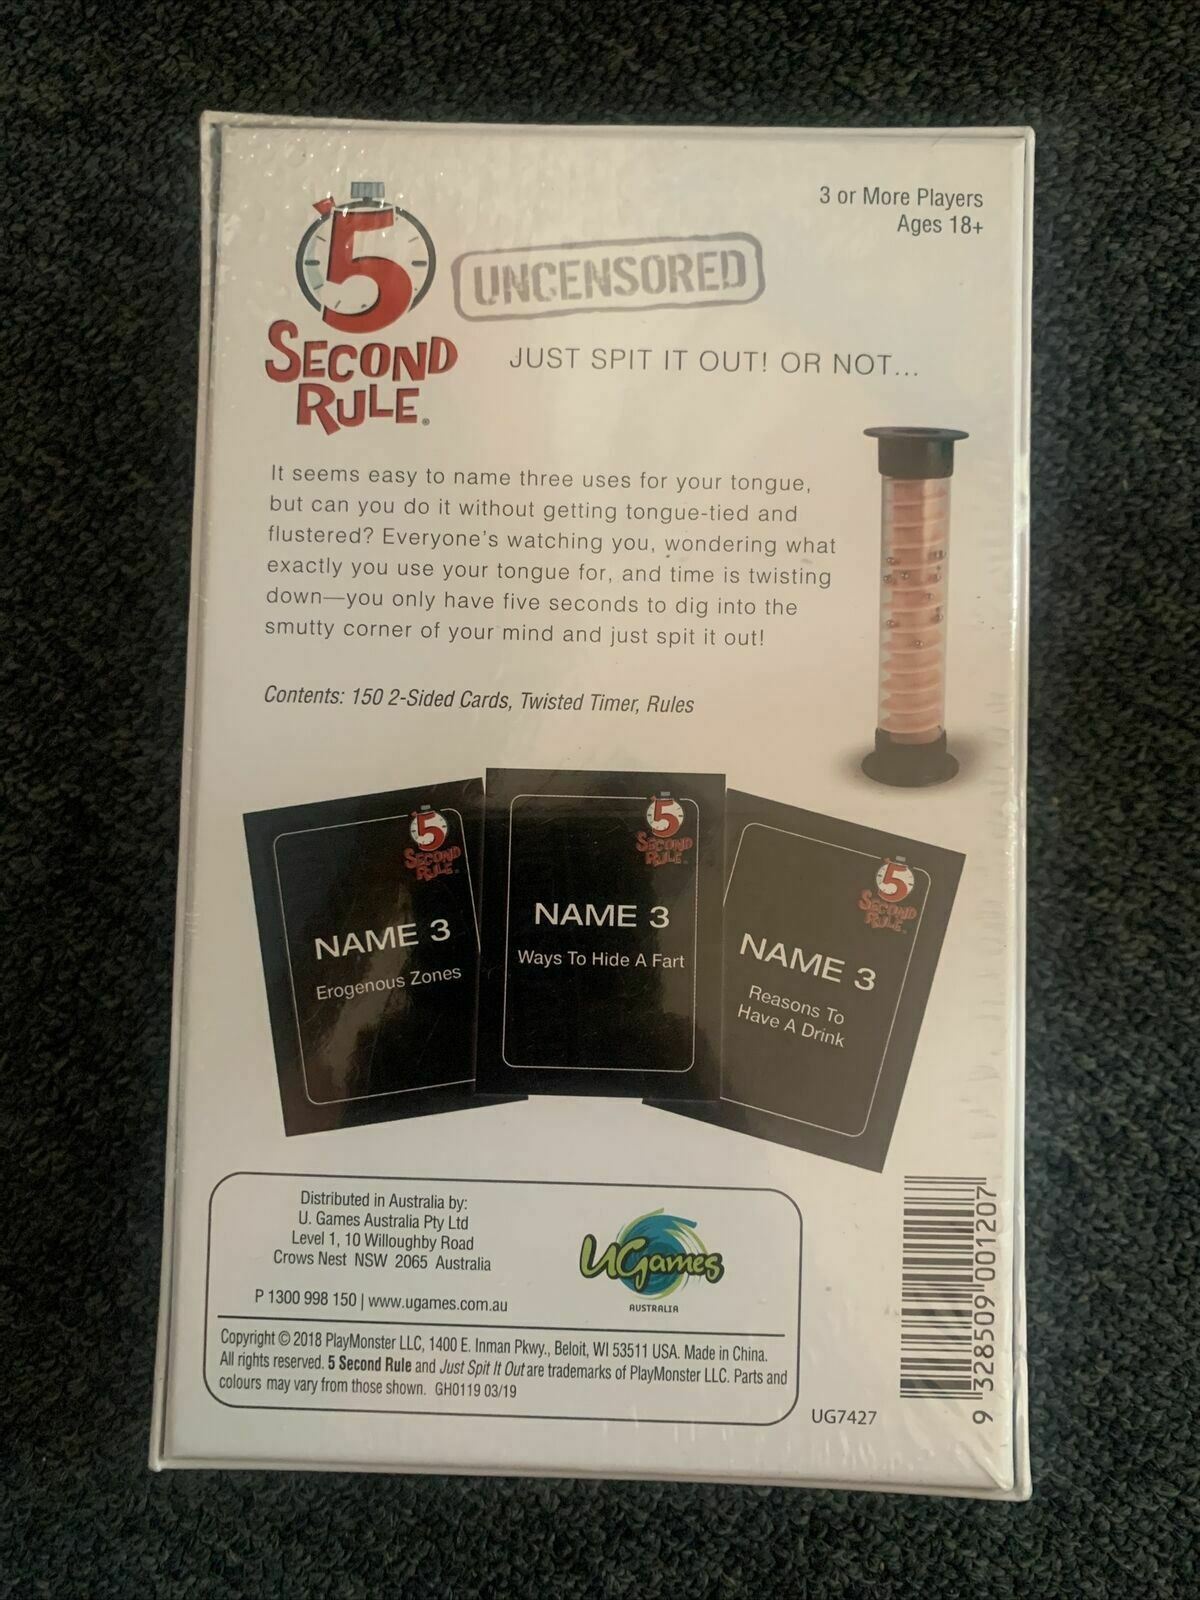 3 or More Players
Ages 18+
5
SECOND
RULE®
UNCENSORED
JUST SPIT IT OUT! OR NOT...
It seems easy to name three uses for your tongue,
but can you do it without getting tongue-tied and
flustered? Everyone's watching you, wondering what
exactly you use your tongue for, and time is twisting
down—you only have five seconds to dig into the
smutty corner of your mind and just spit it out!
Contents: 150 2-Sided Cards, Twisted Timer, Rules
5
SECOND
RULE
NAME 3
Erogenous Zones
5
SECOND
RULE
NAME 3
Ways To Hide A Fart
5
SECOND
RULE
NAME 3
Reasons To
Have A Drink
Distributed in Australia by:
U. Games Australia Pty Ltd
Level 1, 10 Willoughby Road
Crows Nest NSW 2065 Australia
P 1300 998 150 | www.ugames.com.au
UGames
AUSTRALIA
Copyright © 2018 PlayMonster LLC, 1400 E. Inman Pkwy., Beloit, WI 53511 USA. Made in China.
All rights reserved. 5 Second Rule and Just Spit It Out are trademarks of PlayMonster LLC. Parts and
colours may vary from those shown. GH0119 03/19
UG7427
9 328509 001207